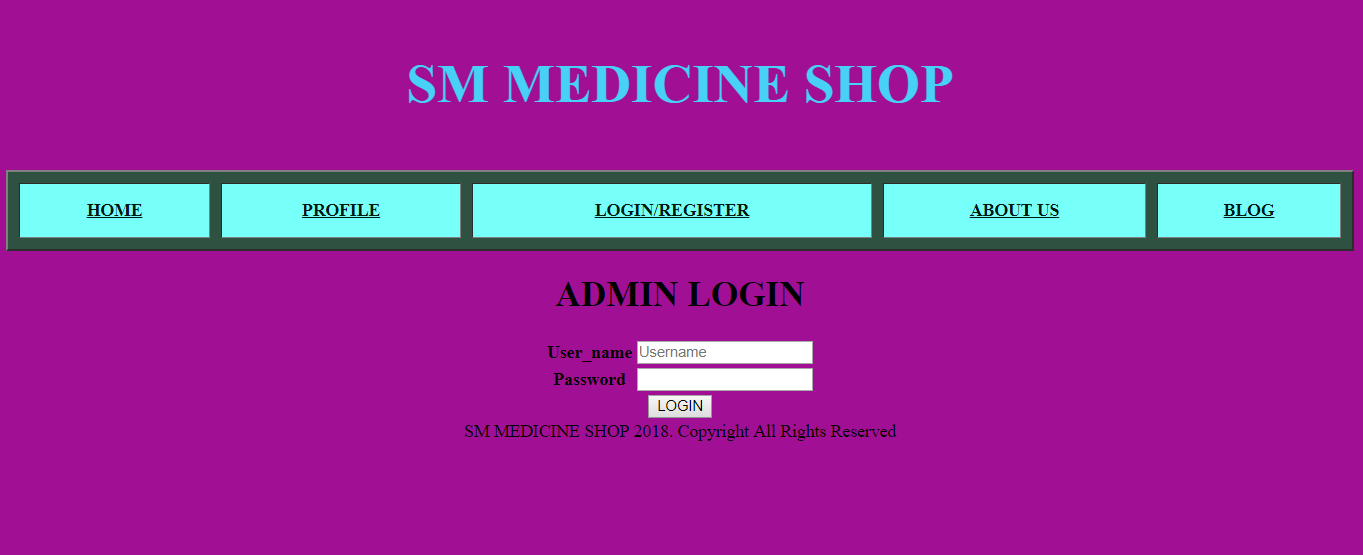 SM MEDICINE SHOP
HOME PROFILE LOGIN/REGISTER ABOUT US BLOG
ADMIN LOGIN
User_name Username
Password
LOGIN
SM MEDICINE SHOP 2018. Copyright All Rights Reserved